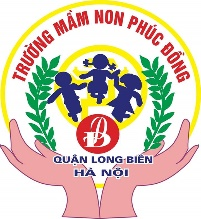 TRƯỜNG MẦM NON PHÚC ĐỒNG
QUẬN LONG BIÊN
HÀ NỘI